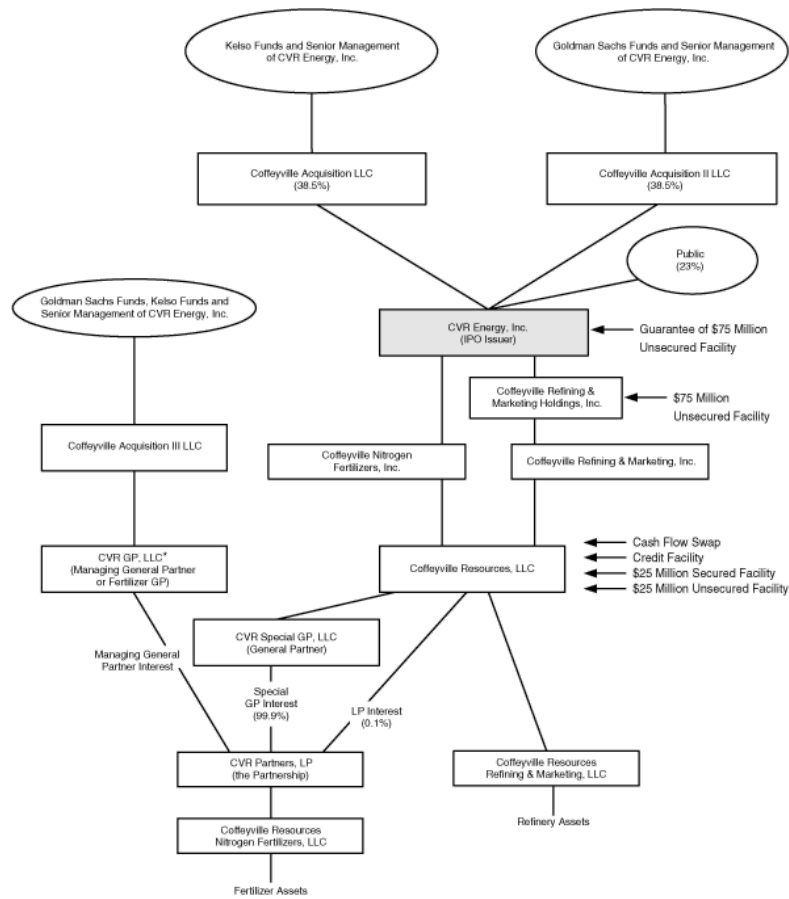 Kelso Funds and Senior Management
of CVR Energy, Inc.
Goldman Sachs Funds and Senior Management
of CVR Energy, Inc.
Coffeyville Acquisition LLC
(38.5%)
Coffeyville Acquisition II LLC
(38.5%)
Public
(23%)
Goldman Sachs Funds, Kelso Funds and
Senior Management of CVR Energy, Inc.
CVR Energy, Inc.
(IPO Issuer)
Guarantee of $75 Million
Unsecured Facility
Coffeyville Refining &
Marketing Holdings, Inc.
$75 Million
Unsecured Facility
Coffeyville Acquisition III LLC
Coffeyville Nitrogen
Fertilizers, Inc.
Coffeyville Refining & Marketing, Inc.
CVR GP, LLC*
(Managing General Partner
or Fertilizer GP)
Coffeyville Resources, LLC
Cash Flow Swap
Credit Facility
$25 Million Secured Facility
$25 Million Unsecured Facility
CVR Special GP, LLC
(General Partner)
Managing General
Partner Interest
Special
GP Interest
(99.9%)
LP Interest
(0.1%)
CVR Partners, LP
(the Partnership)
Coffeyville Resources
Refining & Marketing, LLC
Refinery Assets
Coffeyville Resources
Nitrogen Fertilizers, LLC
Fertilizer Assets